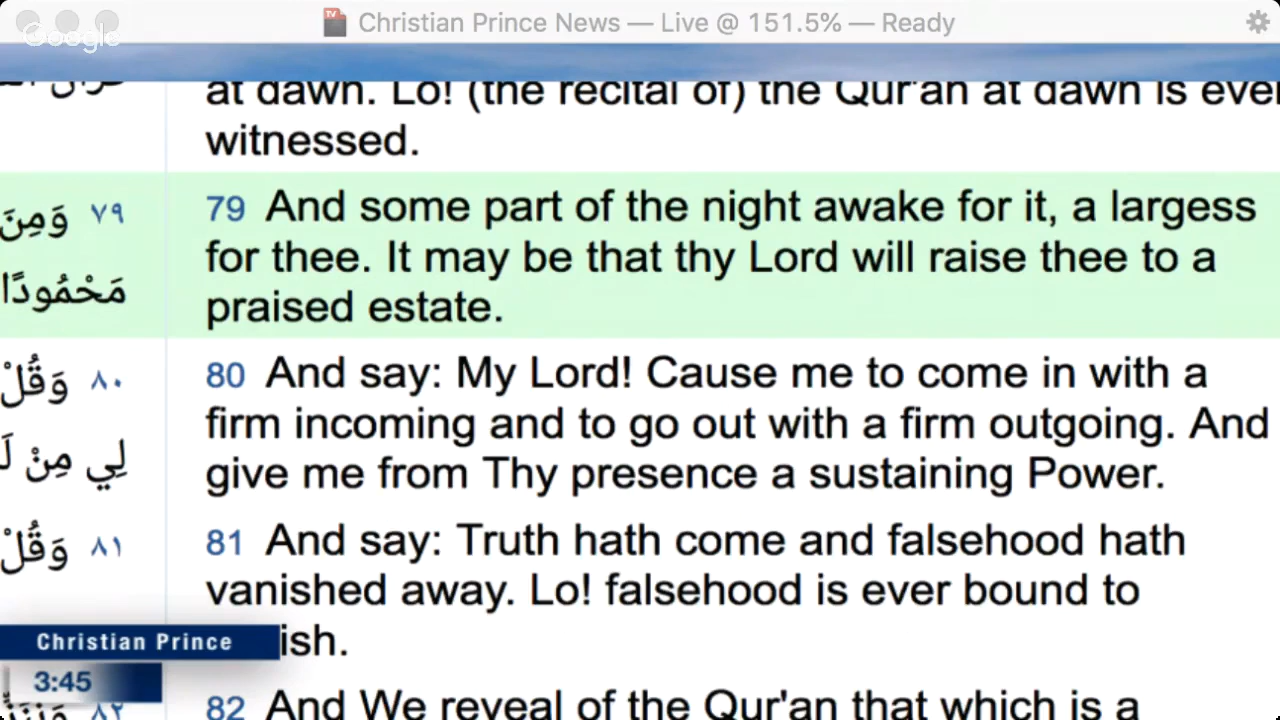 Christian Prince News — Live @ 151.5% — Ready
Google
at dawn. Lo! (the recital of) the Qur'an at dawn is ever
witnessed.
٧٩ وَمِنَ
79 And some part of the night awake for it, a largess
for thee. It may be that thy Lord will raise thee to a
مَحْمُودًا
praised estate.
٨٠ وَقُلْ
80 And say: My Lord! Cause me to come in with a
firm incoming and to go out with a firm outgoing. And
لِي مِنْ
give me from Thy presence a sustaining Power.
٨١ وَقُلْ
81 And say: Truth hath come and falsehood hath
vanished away. Lo! falsehood is ever bound to
ish.
Christian Prince
3:45
٨٢
82 And We reveal of the Qur'an that which is a